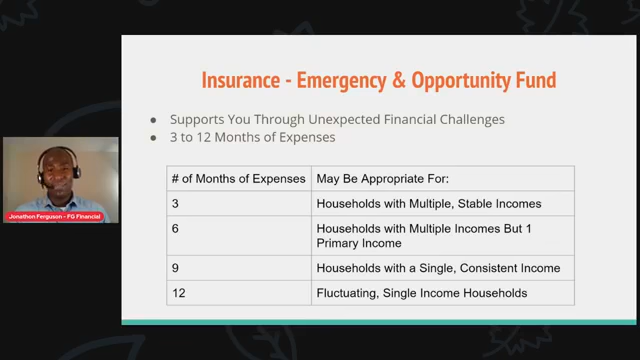 Insurance - Emergency & Opportunity Fund
Supports You Through Unexpected Financial Challenges
3 to 12 Months of Expenses
# of Months of Expenses
May Be Appropriate For:
3
Households with Multiple, Stable Incomes
6
Households with Multiple Incomes But 1
Primary Income
9
Households with a Single, Consistent Income
12
Fluctuating, Single Income Households
Jonathon Ferguson - FG Financial